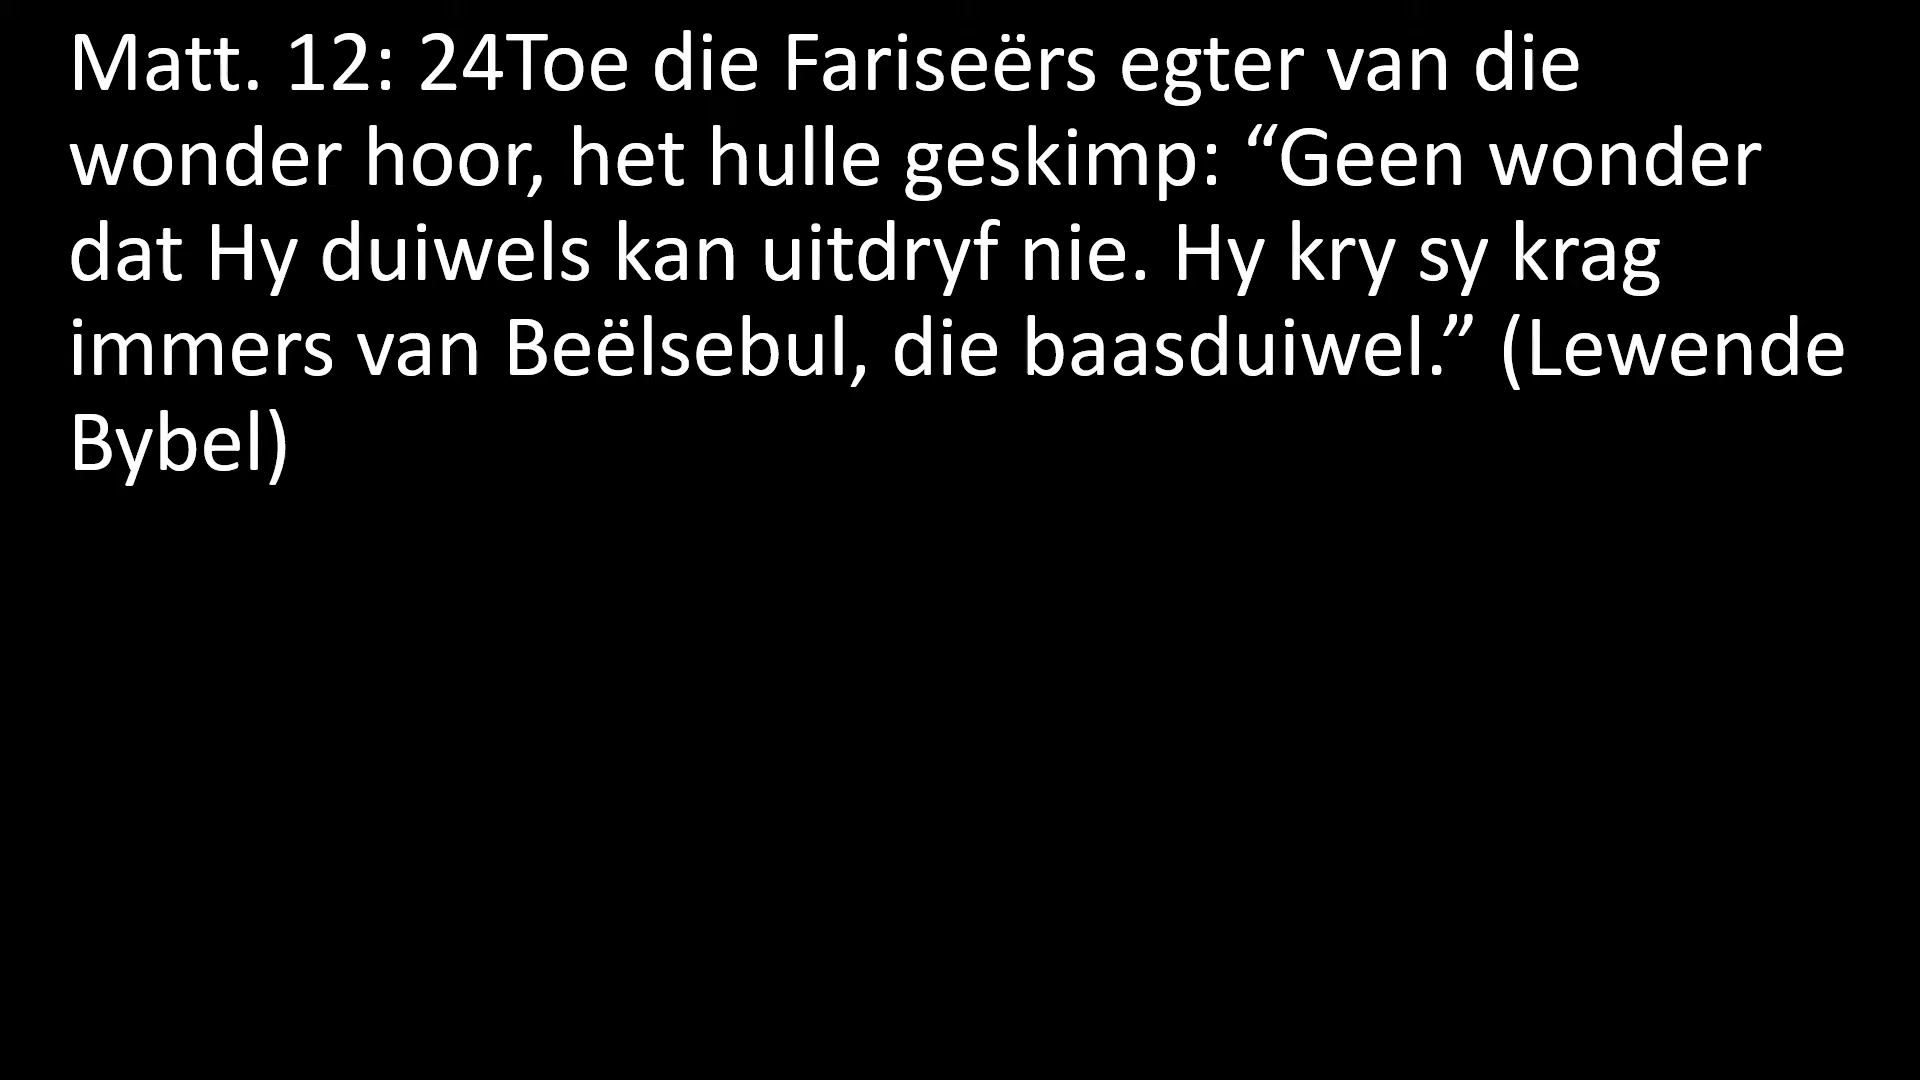 Matt. 12: 24Toe die Fariseërs egter van die
wonder hoor, het hulle geskimp: “Geen wonder
dat Hy duiwels kan uitdryf nie. Hy kry sy krag
immers van Beëlsebul, die baasduiwel.” (Lewende
Bybel)